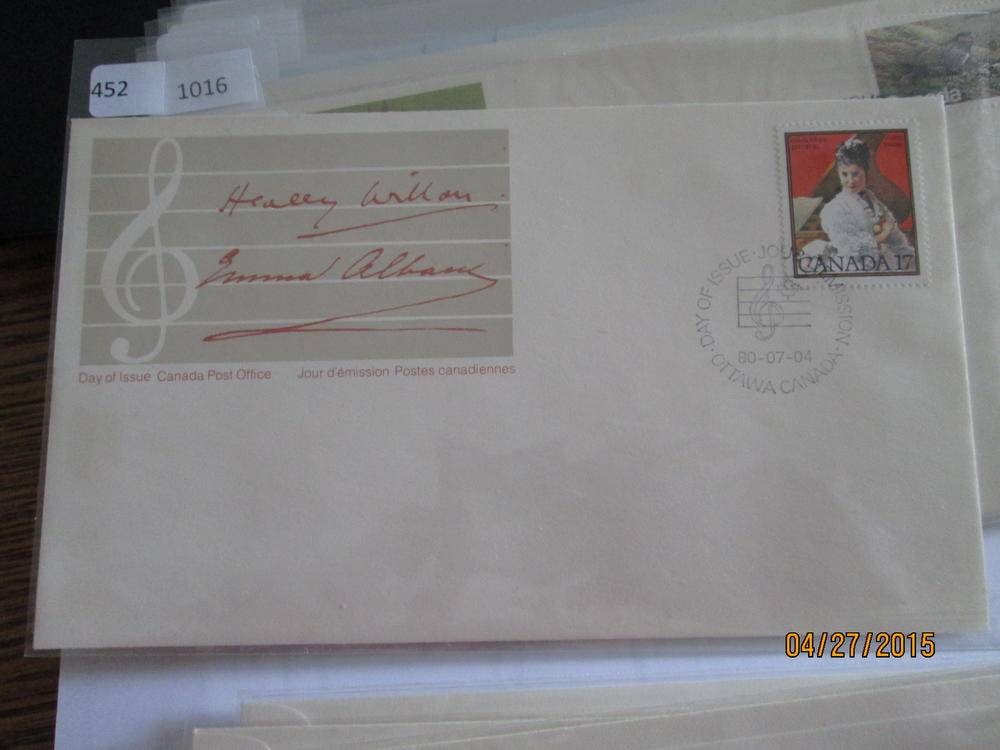 452
1016
Healey Willan
Emma Albani
Day of Issue Canada Post Office Jour d'émission Postes canadiennes
CANADA 17
DAY OF ISSUE · JOUR D'ÉMISSION ·
80-07-04
OTTAWA CANADA
04/27/2015